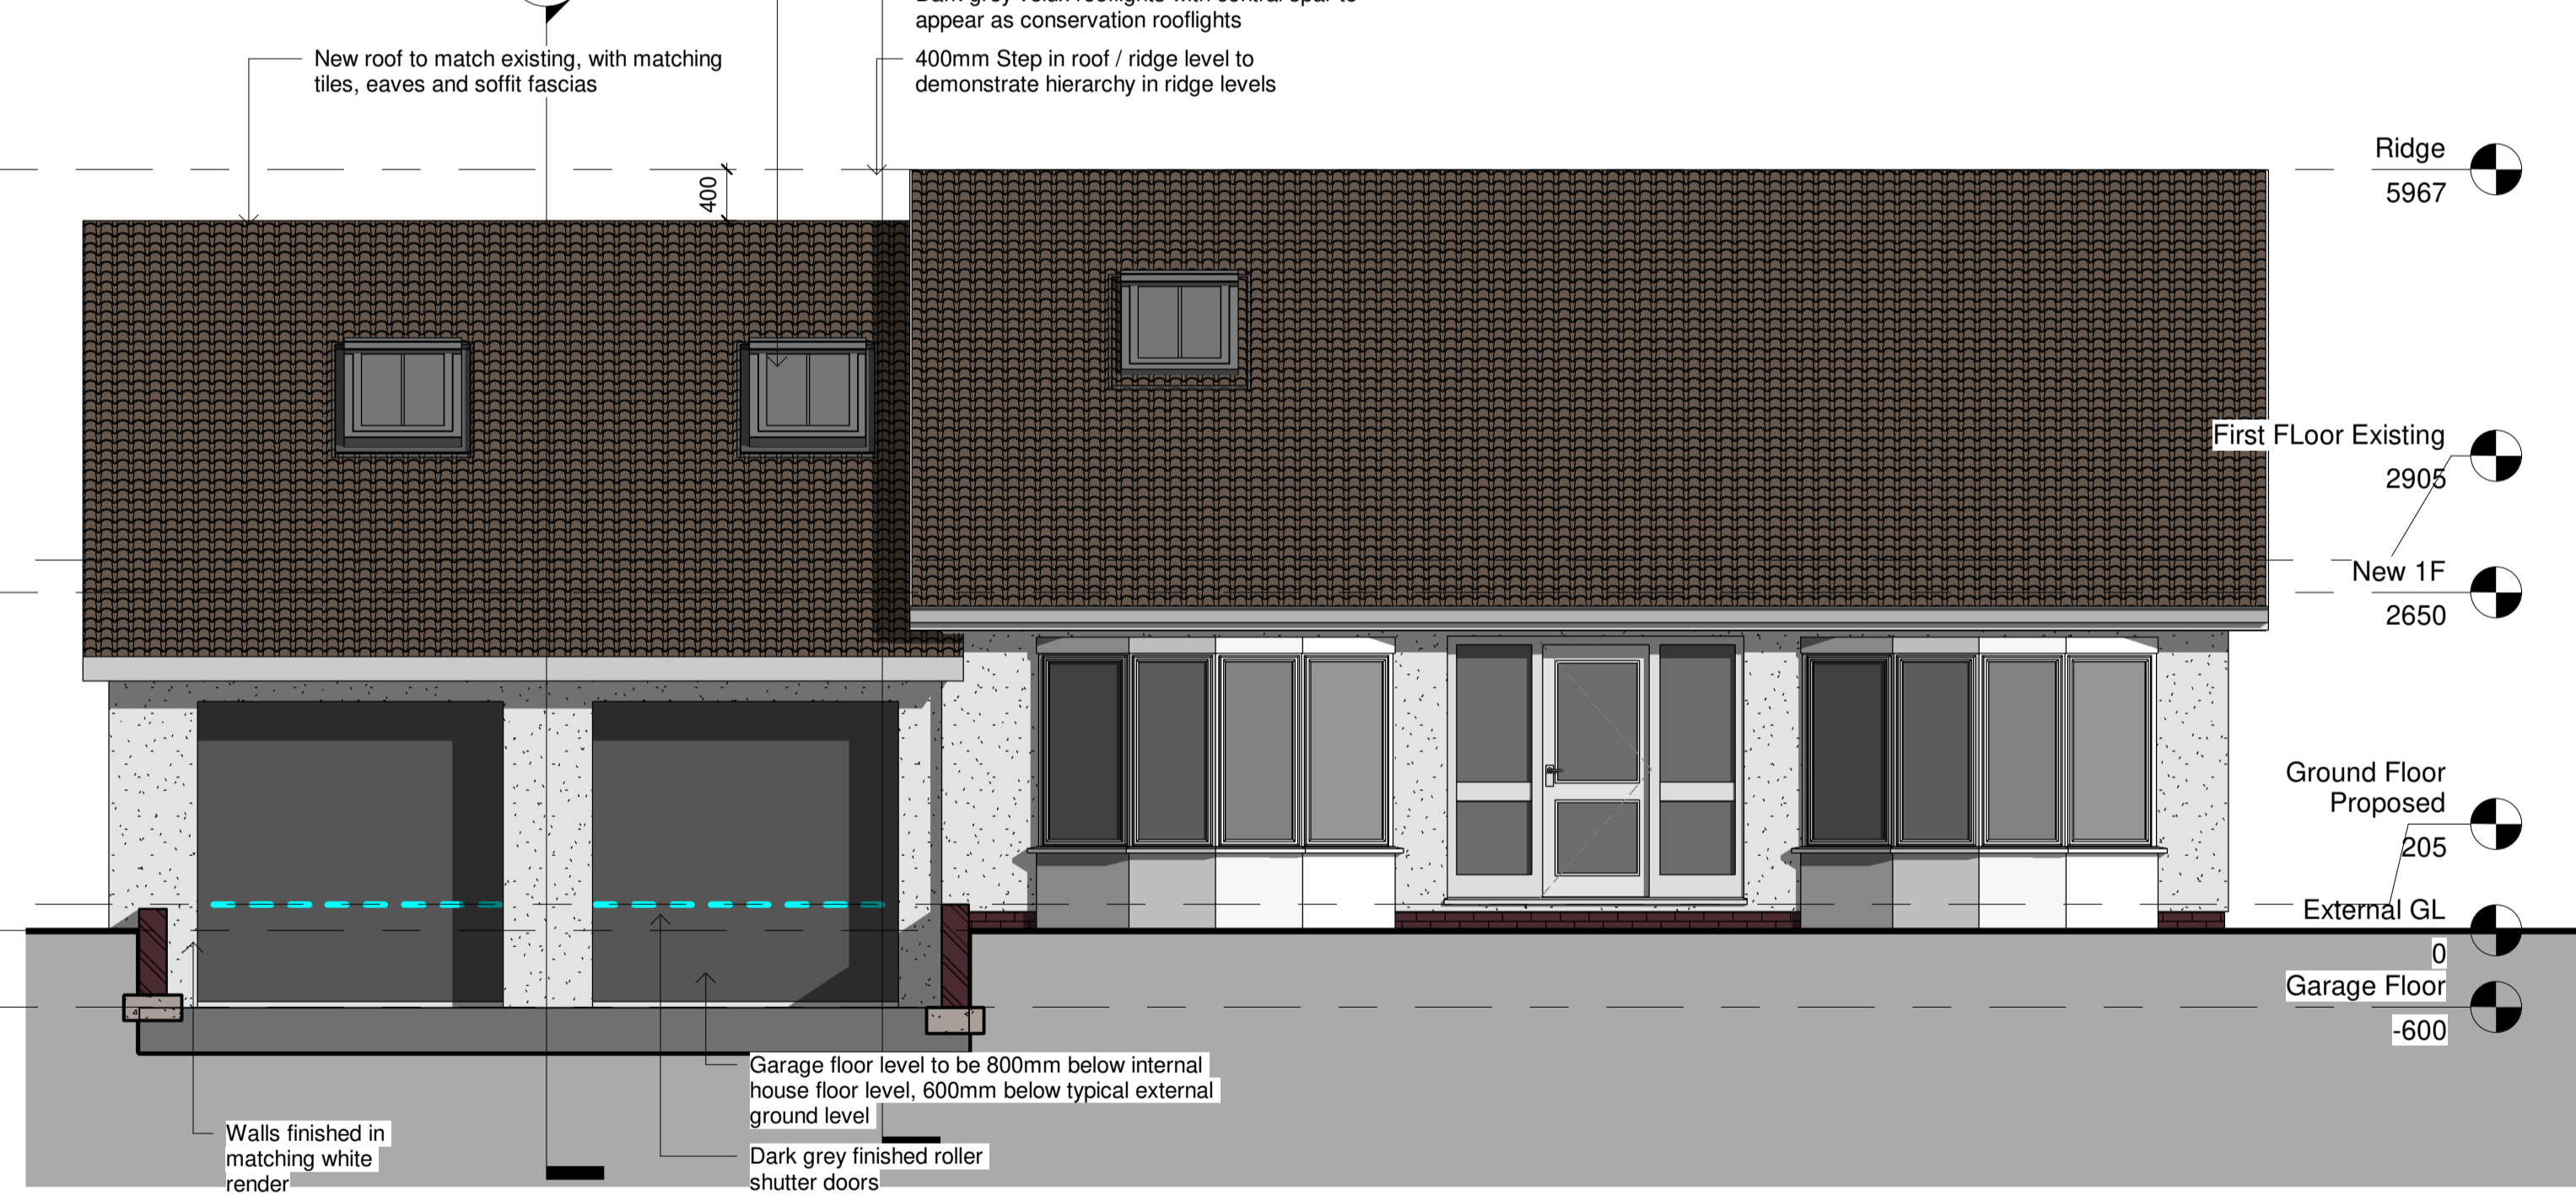 appear as conservation rooflights
New roof to match existing, with matching
tiles, eaves and soffit fascias
400mm Step in roof / ridge level to
demonstrate hierarchy in ridge levels
400
Ridge
5967
First FLoor Existing
2905
New 1F
2650
Ground Floor
Proposed
205
External GL
0
Garage Floor
-600
Garage floor level to be 800mm below internal
house floor level, 600mm below typical external
ground level
Walls finished in
matching white
render
Dark grey finished roller
shutter doors